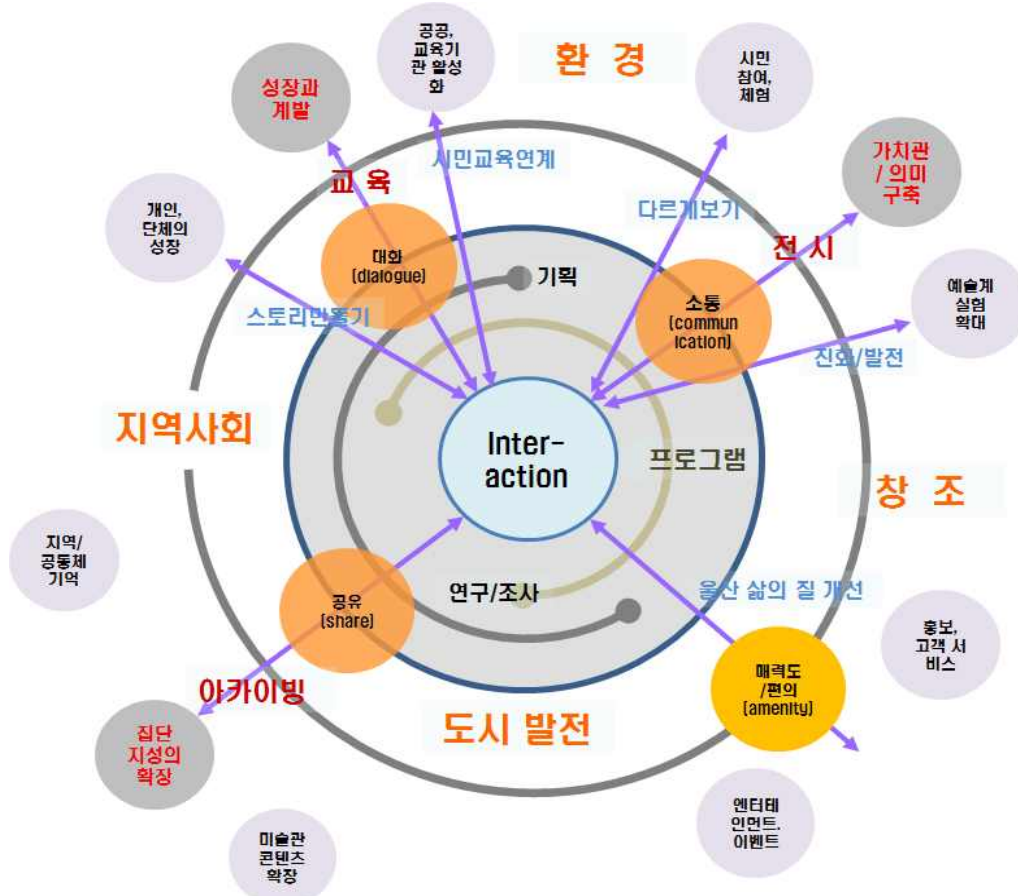 공공,
교육기
관 활성
화
환 경
시민
참여,
체험
성장과
계발
시민교육연계
가치관
/ 의미
구축
교 육
다르게보기
개인,
단체의
성장
대화
(dialogue)
기획
전 시
소통
(commun
ication)
예술계
실험
확대
스토리만들기
진화/발전
지역사회
Inter-
action
프로그램
창 조
지역/
공동체
기억
연구/조사
울산 삶의 질 개선
공유
(share)
홍보,
고객 서
비스
매력도
/편의
(amenity)
아카이빙
도시 발전
집단
지성의
확장
엔터테
인먼트.
이벤트
미술관
콘텐츠
확장